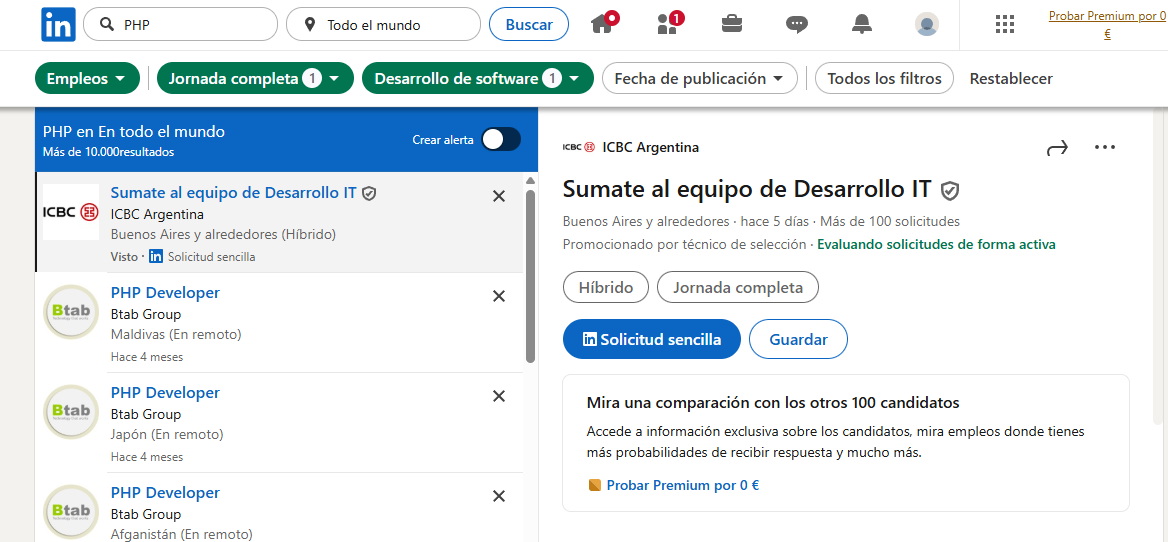 in
PHP
Todo el mundo
Buscar
1
Probar Premium por 0
€
Empleos
Jornada completa 1
Desarrollo de software 1
Fecha de publicación
Todos los filtros
Restablecer
PHP en En todo el mundo
Más de 10.000resultados
Crear alerta
ICBC
Sumate al equipo de Desarrollo IT
ICBC Argentina
Buenos Aires y alrededores (Híbrido)
Visto · in Solicitud sencilla
Btab
PHP Developer
Btab Group
Maldivas (En remoto)
Hace 4 meses
Btab
PHP Developer
Btab Group
Japón (En remoto)
Hace 4 meses
Btab
PHP Developer
Btab Group
Afganistán (En remoto)
ICBC ICBC Argentina
Sumate al equipo de Desarrollo IT
Buenos Aires y alrededores · hace 5 días · Más de 100 solicitudes
Promocionado por técnico de selección · Evaluando solicitudes de forma activa
Híbrido
Jornada completa
in Solicitud sencilla
Guardar
Mira una comparación con los otros 100 candidatos
Accede a información exclusiva sobre los candidatos, mira empleos donde tienes
más probabilidades de recibir respuesta y mucho más.
Probar Premium por 0 €